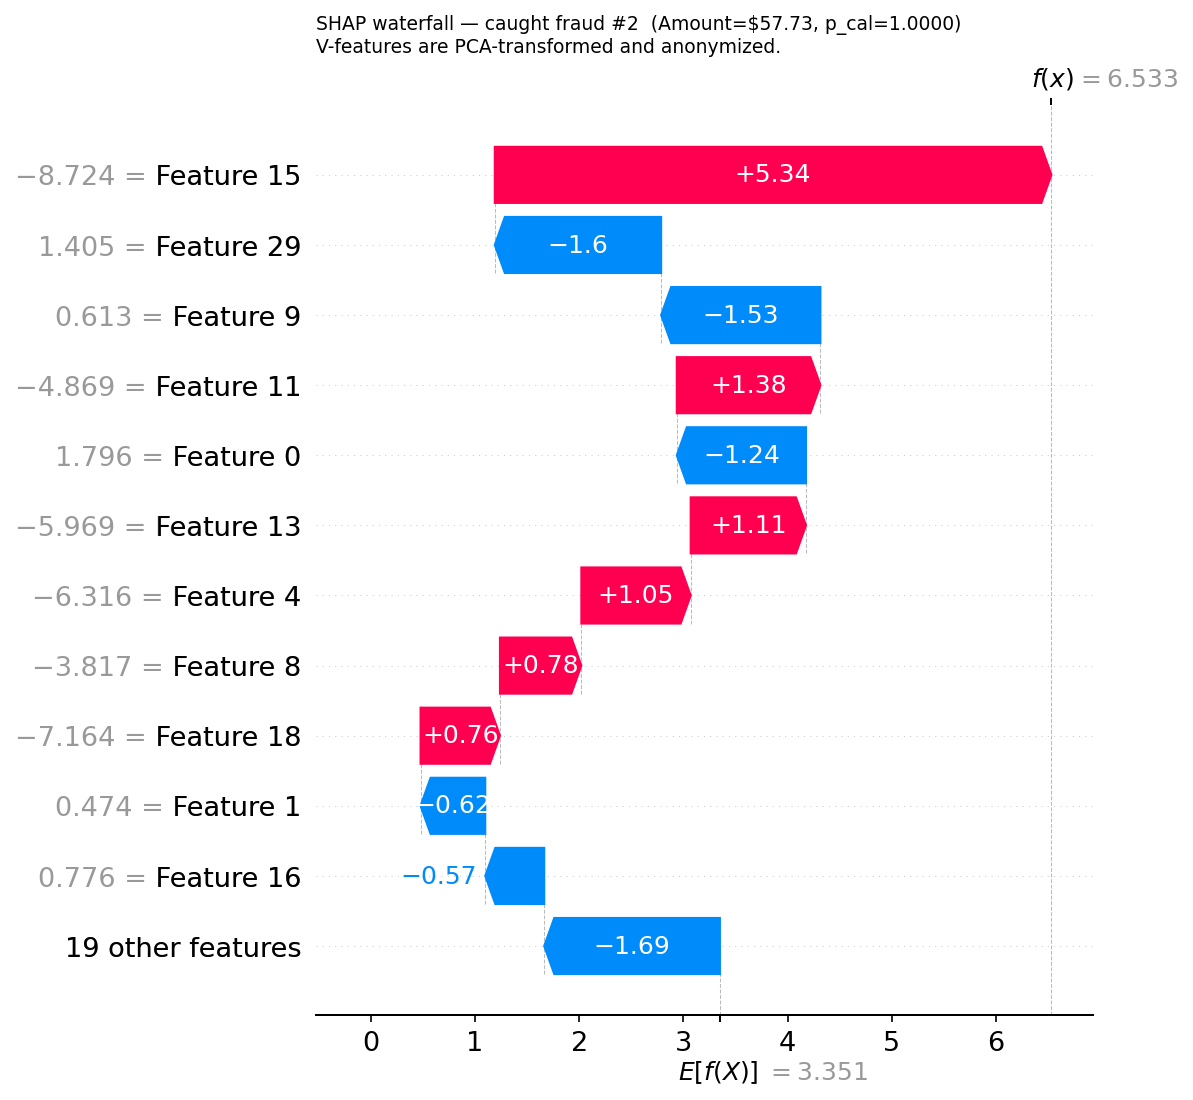 SHAP waterfall — caught fraud #2  (Amount=$57.73, p_cal=1.0000)
V-features are PCA-transformed and anonymized.
f(x) = 6.533
−8.724 = Feature 15
+5.34
1.405 = Feature 29
−1.6
0.613 = Feature 9
−1.53
−4.869 = Feature 11
+1.38
1.796 = Feature 0
−1.24
−5.969 = Feature 13
+1.11
−6.316 = Feature 4
+1.05
−3.817 = Feature 8
+0.78
−7.164 = Feature 18
+0.76
0.474 = Feature 1
−0.62
0.776 = Feature 16
−0.57
19 other features
−1.69
0 1 2 3 4 5 6
E[f(X)] = 3.351